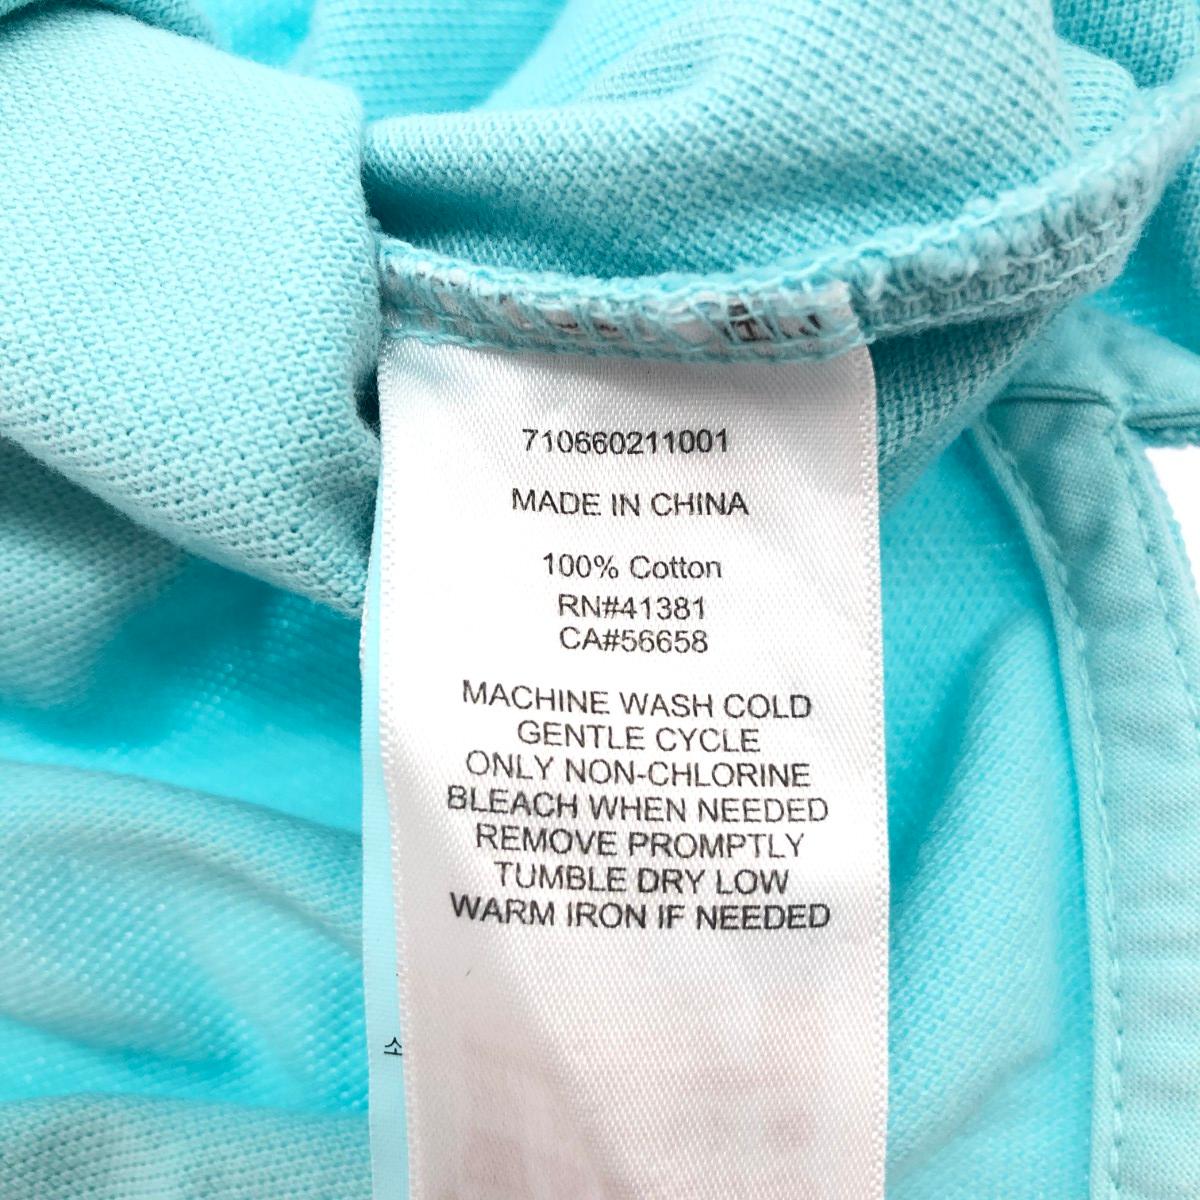 710660211001
MADE IN CHINA
100% Cotton
RN#41381
CA#56658
MACHINE WASH COLD
GENTLE CYCLE
ONLY NON-CHLORINE
BLEACH WHEN NEEDED
REMOVE PROMPTLY
TUMBLE DRY LOW
WARM IRON IF NEEDED
소